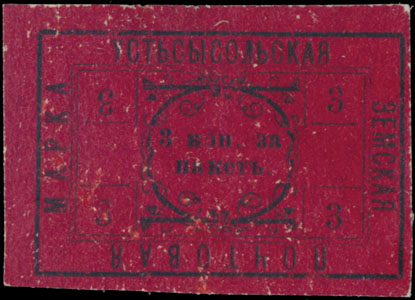 УСТЬСЫСОЛЬСКАЯ
ЗЕМСКАЯ
ПОЧТОВАЯ
МАРКА
3
3
3 коп. за
пакетъ.
3
3